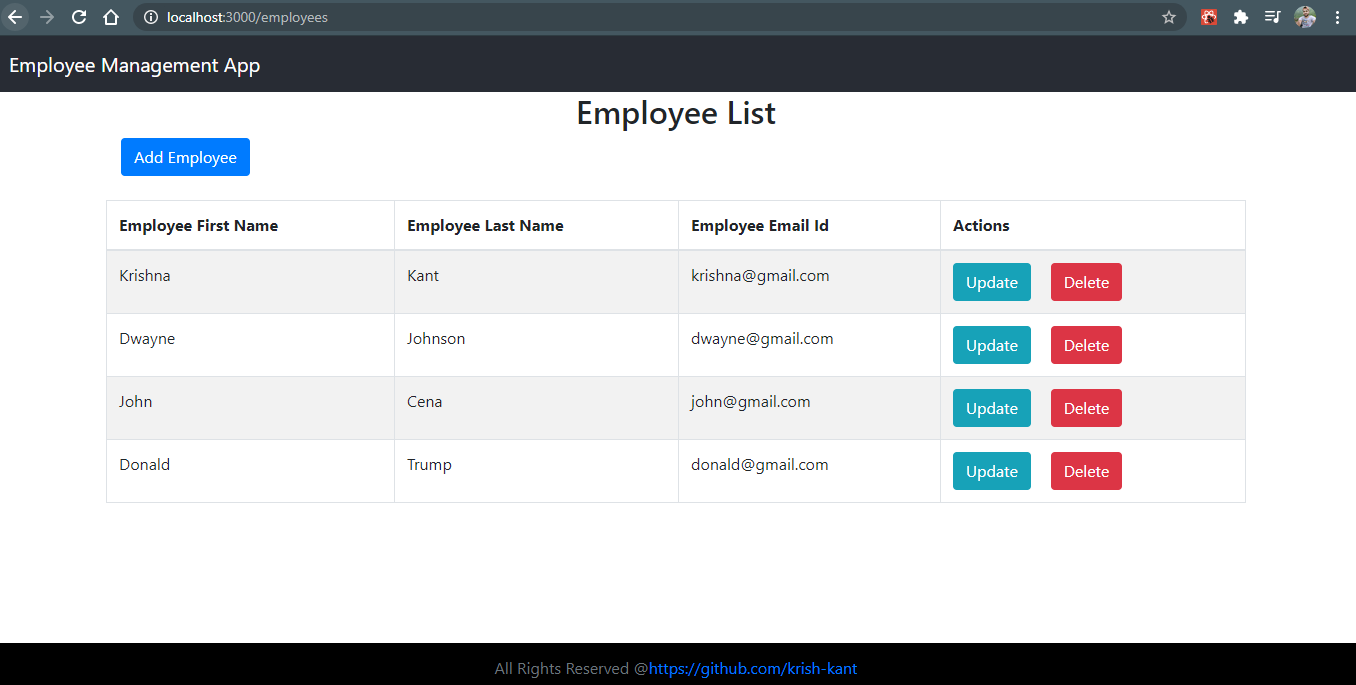 localhost:3000/employees
Employee Management App
Employee List
Add Employee
Employee First Name Employee Last Name Employee Email Id Actions
Krishna Kant krishna@gmail.com Update Delete
Dwayne Johnson dwayne@gmail.com Update Delete
John Cena john@gmail.com Update Delete
Donald Trump donald@gmail.com Update Delete
All Rights Reserved @https://github.com/krish-kant